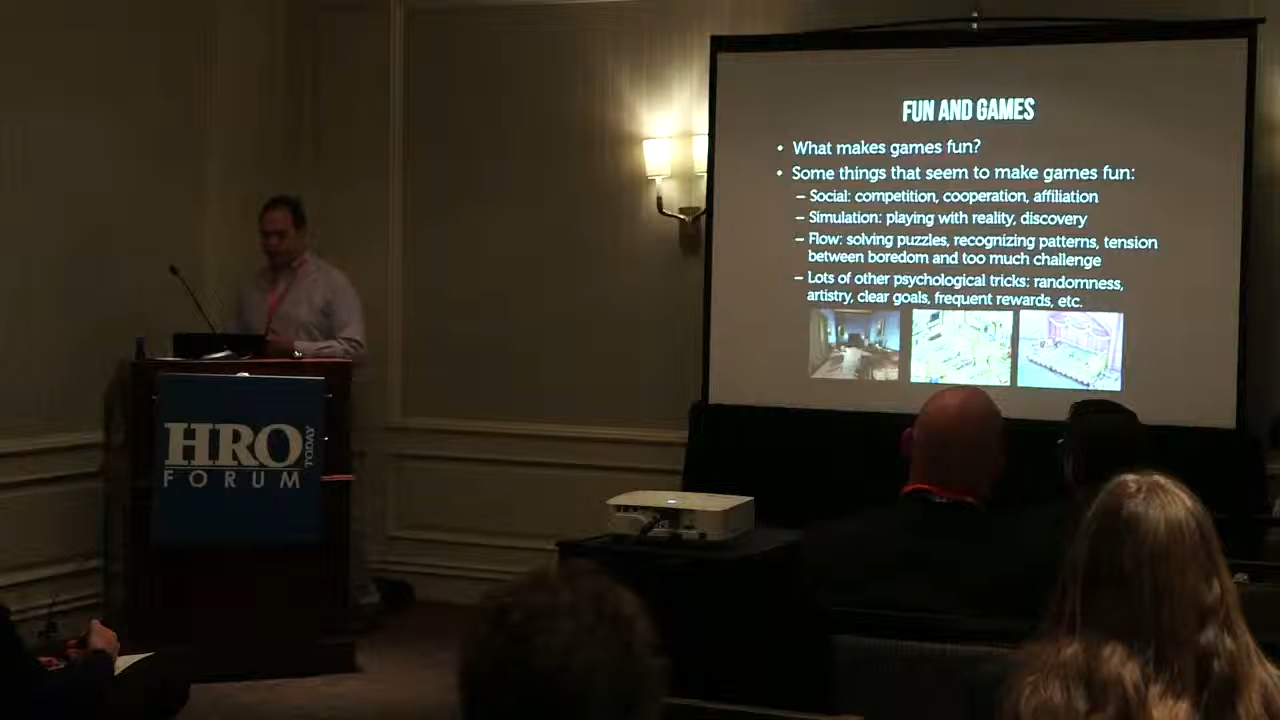 FUN AND GAMES
• What makes games fun?
• Some things that seem to make games fun:
– Social: competition, cooperation, affiliation
– Simulation: playing with reality, discovery
– Flow: solving puzzles, recognizing patterns, tension
between boredom and too much challenge
– Lots of other psychological tricks: randomness,
artistry, clear goals, frequent rewards, etc.
HRO TODAY
FORUM